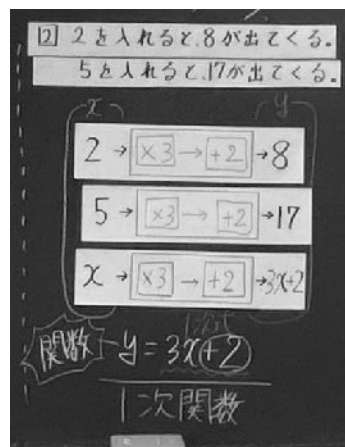 ② 2を入れると、8が出てくる。
5を入れると、17が出てくる。
x y
2 → ×3 → +2 → 8
5 → ×3 → +2 → 17
x → ×3 → +2 → 3x+2
1次式
関数 y = 3x+2
1次関数